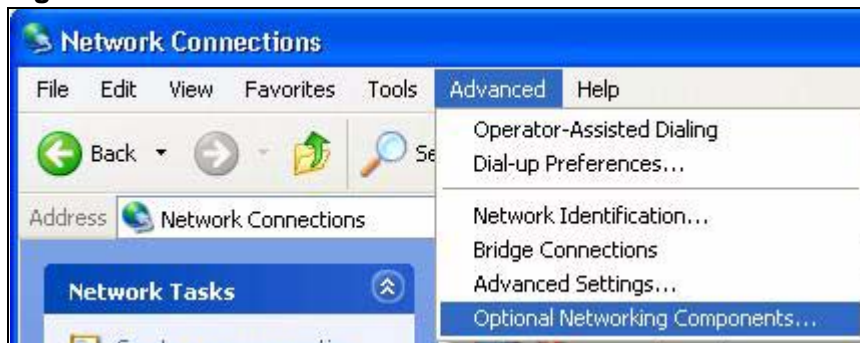 Network Connections
File Edit View Favorites Tools Advanced Help
Operator-Assisted Dialing
Back
Dial-up Preferences...
Address Network Connections
Network Identification...
Bridge Connections
Network Tasks
Advanced Settings...
Optional Networking Components...